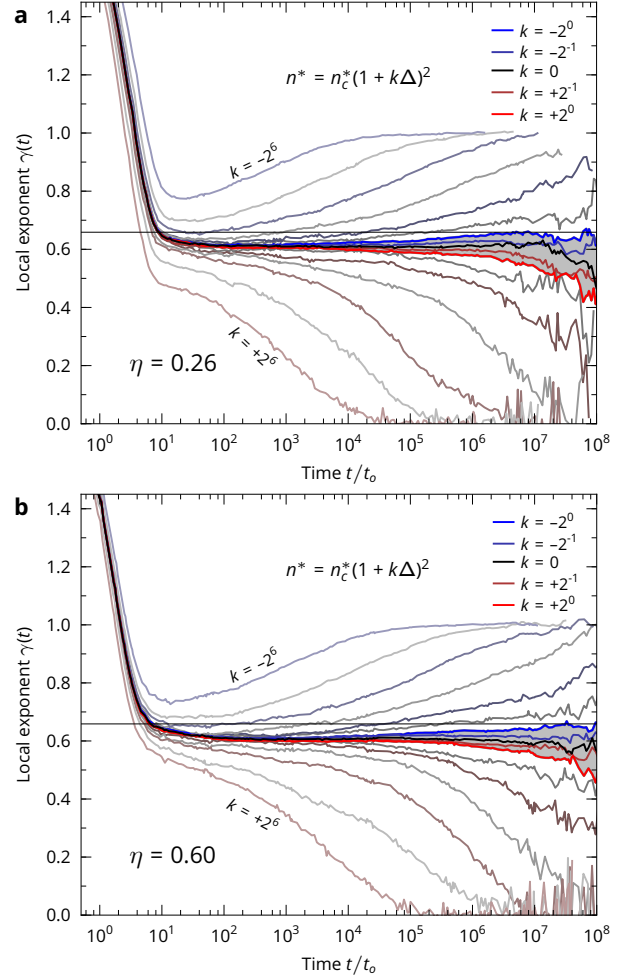 a
1.4
1.2
1.0
0.8
0.6
0.4
0.2
0.0
Local exponent γ(t)
n* = n*c(1 + kΔ)²
k = –2⁰
k = –2⁻¹
k = 0
k = +2⁻¹
k = +2⁰
k = –2⁶
k = +2⁶
η = 0.26
10⁰ 10¹ 10² 10³ 10⁴ 10⁵ 10⁶ 10⁷ 10⁸
Time t/tₒ
b
1.4
1.2
1.0
0.8
0.6
0.4
0.2
0.0
Local exponent γ(t)
n* = n*c(1 + kΔ)²
k = –2⁰
k = –2⁻¹
k = 0
k = +2⁻¹
k = +2⁰
k = –2⁶
k = +2⁶
η = 0.60
10⁰ 10¹ 10² 10³ 10⁴ 10⁵ 10⁶ 10⁷ 10⁸
Time t/tₒ